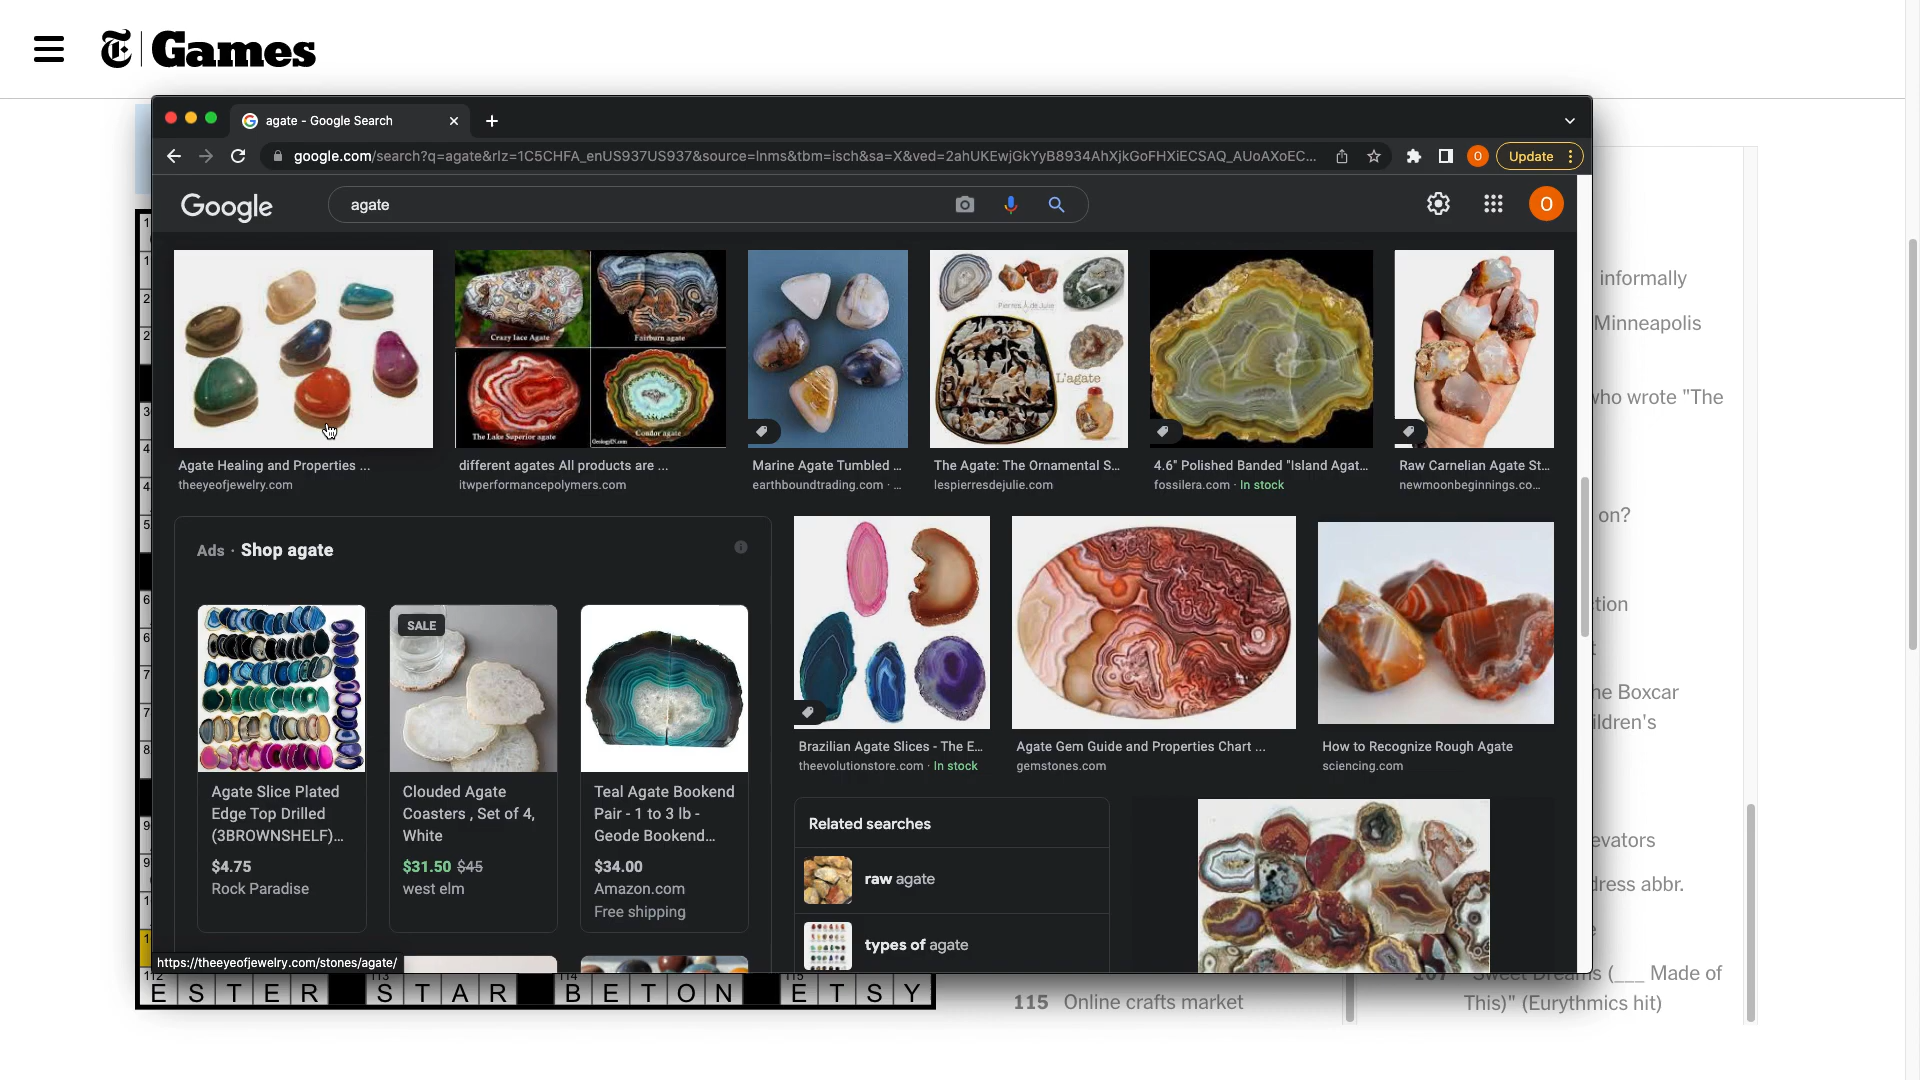 Games
agate - Google Search
google.com/search?q=agate&rlz=1C5CHFA_enUS937US937&source=lnms&tbm=isch&sa=X&ved=2ahUKEwjGkYyB8934AhXjkGoFHXiECSAQ_AUoAXoEC...
O
Update
Google
agate
O
Crazy lace Agate
Fairburn agate
The Lake Superior agate
Condor agate
Pierres de Julie
L'agate
Agate Healing and Properties ...
theeyeofjewelry.com
different agates All products are ...
itwperformancepolymers.com
Marine Agate Tumbled ...
earthboundtrading.com · ...
The Agate: The Ornamental S...
lespierresdejulie.com
4.6" Polished Banded "Island Agat...
fossilera.com · In stock
Raw Carnelian Agate St...
newmoonbeginnings.co...
Ads · Shop agate
SALE
Agate Slice Plated
Edge Top Drilled
(3BROWNSHELF)...
$4.75
Rock Paradise
Clouded Agate
Coasters , Set of 4,
White
$31.50 $45
west elm
Teal Agate Bookend
Pair - 1 to 3 lb -
Geode Bookend...
$34.00
Amazon.com
Free shipping
Brazilian Agate Slices - The E...
theevolutionstore.com · In stock
Agate Gem Guide and Properties Chart ...
gemstones.com
How to Recognize Rough Agate
sciencing.com
Related searches
raw agate
types of agate
https://theeyeofjewelry.com/stones/agate/
informally
Minneapolis
who wrote "The
on?
he Boxcar
ildren's
evators
dress abbr.
(___ Made of
This)" (Eurythmics hit)
112 113 114 115
E S T E R S T A R B E T O N E T S Y
115 Online crafts market